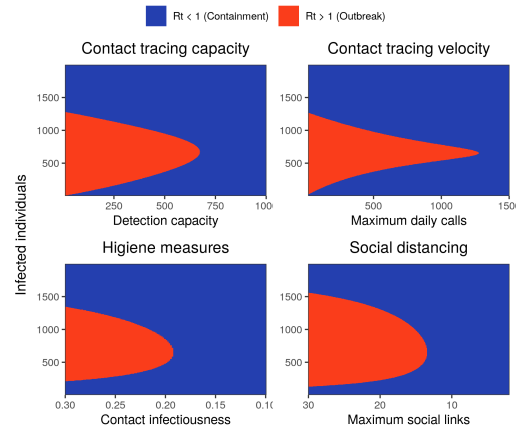 Rt < 1 (Containment) Rt > 1 (Outbreak)
Contact tracing capacity Contact tracing velocity
1500 1500
1000 1000
500 500
250 500 750 100 500 1000 150
Detection capacity Maximum daily calls
Infected individuals
Higiene measures Social distancing
1500 1500
1000 1000
500 500
0.30 0.25 0.20 0.15 0.10 30 20 10
Contact infectiousness Maximum social links